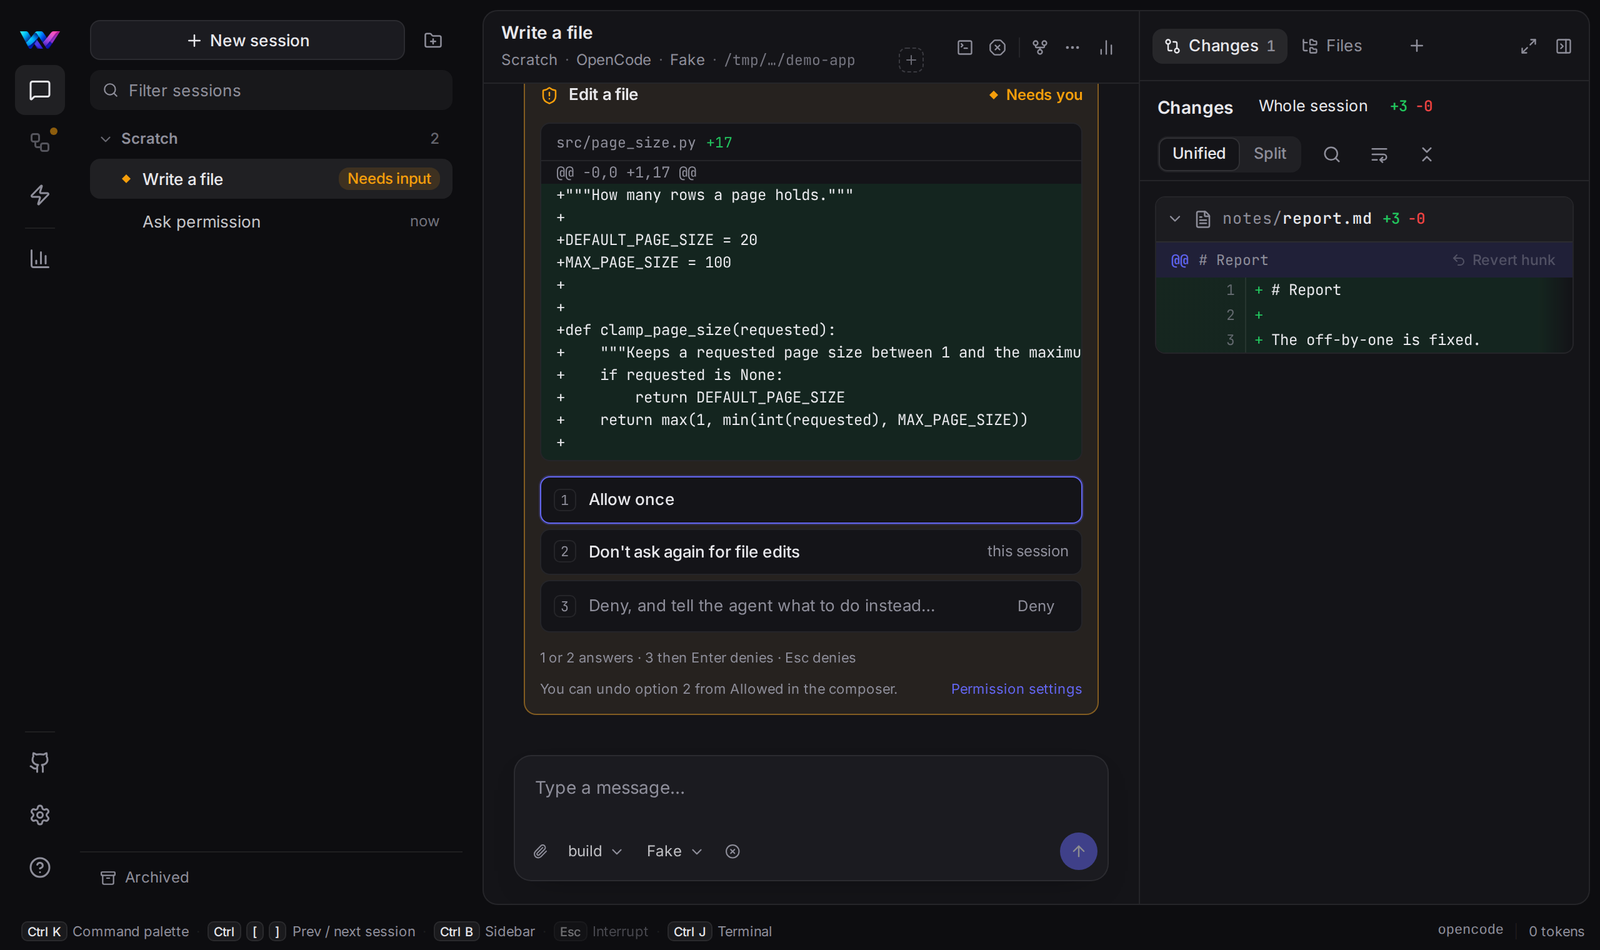 New session
Filter sessions
Scratch 2
Write a file Needs input
Ask permission now
Archived
Write a file
Scratch · OpenCode · Fake · /tmp/…/demo-app
Edit a file Needs you
src/page_size.py +17
@@ -0,0 +1,17 @@
+"""How many rows a page holds."""
+
+DEFAULT_PAGE_SIZE = 20
+MAX_PAGE_SIZE = 100
+
+
+def clamp_page_size(requested):
+    """Keeps a requested page size between 1 and the maximu
+    if requested is None:
+        return DEFAULT_PAGE_SIZE
+    return max(1, min(int(requested), MAX_PAGE_SIZE))
+
1 Allow once
2 Don't ask again for file edits this session
3 Deny, and tell the agent what to do instead... Deny
1 or 2 answers · 3 then Enter denies · Esc denies
You can undo option 2 from Allowed in the composer. Permission settings
Type a message...
build Fake
Changes 1 Files
Changes Whole session +3 -0
Unified Split
notes/report.md +3 -0
@@ # Report Revert hunk
1 + # Report
2 +
3 + The off-by-one is fixed.
Ctrl K Command palette Ctrl [ ] Prev / next session Ctrl B Sidebar Esc Interrupt Ctrl J Terminal opencode 0 tokens